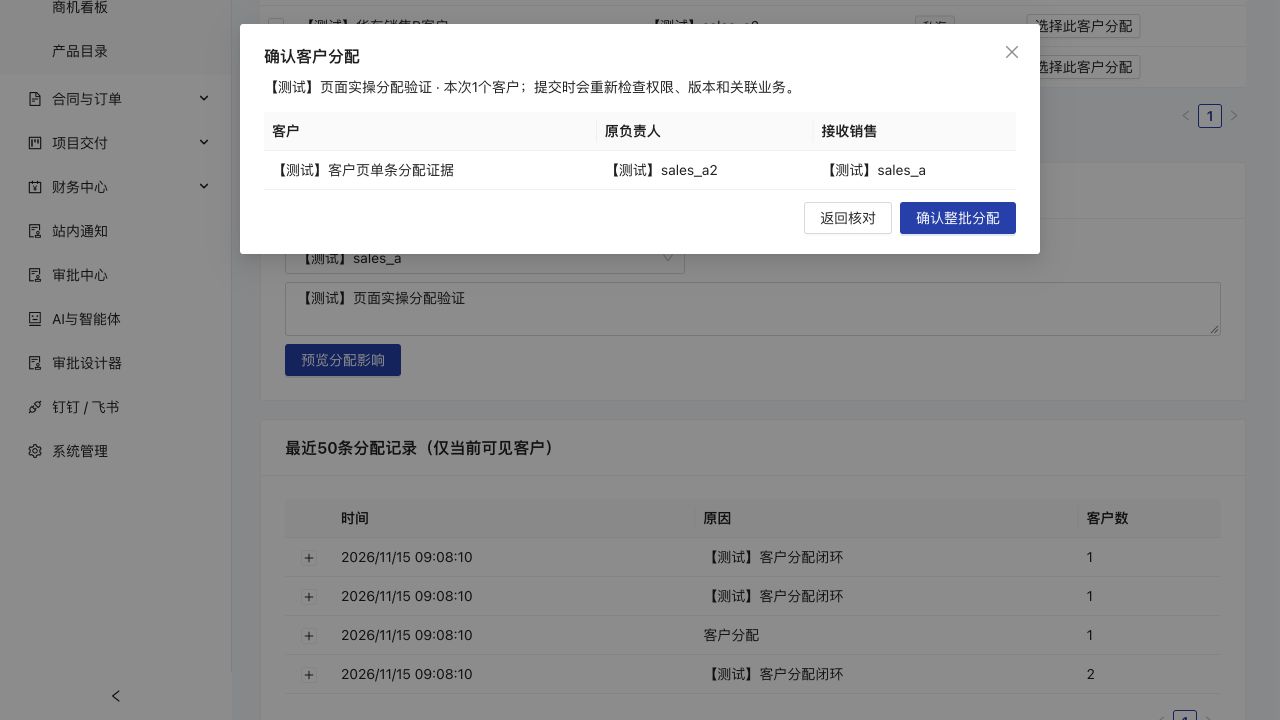 商机看板
产品目录
合同与订单
项目交付
财务中心
站内通知
审批中心
AI与智能体
审批设计器
钉钉 / 飞书
系统管理
选择此客户分配
选择此客户分配
1
确认客户分配
【测试】页面实操分配验证 · 本次1个客户；提交时会重新检查权限、版本和关联业务。
客户 原负责人 接收销售
【测试】客户页单条分配证据 【测试】sales_a2 【测试】sales_a
返回核对 确认整批分配
【测试】sales_a
【测试】页面实操分配验证
预览分配影响
最近50条分配记录（仅当前可见客户）
时间 原因 客户数
2026/11/15 09:08:10 【测试】客户分配闭环 1
2026/11/15 09:08:10 【测试】客户分配闭环 1
2026/11/15 09:08:10 客户分配 1
2026/11/15 09:08:10 【测试】客户分配闭环 2
1